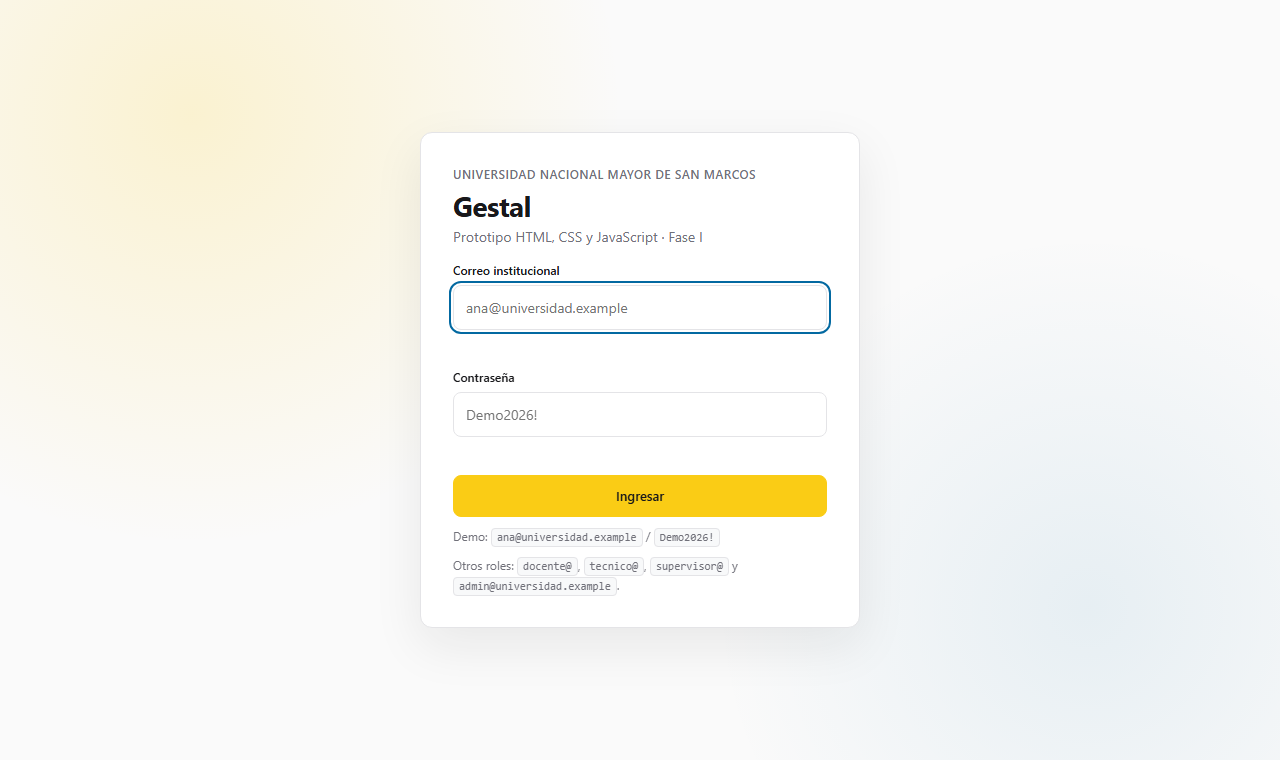 UNIVERSIDAD NACIONAL MAYOR DE SAN MARCOS
Gestal
Prototipo HTML, CSS y JavaScript · Fase I
Correo institucional
ana@universidad.example
Contraseña
Demo2026!
Ingresar
Demo: ana@universidad.example / Demo2026!
Otros roles: docente@, tecnico@, supervisor@ y
admin@universidad.example.